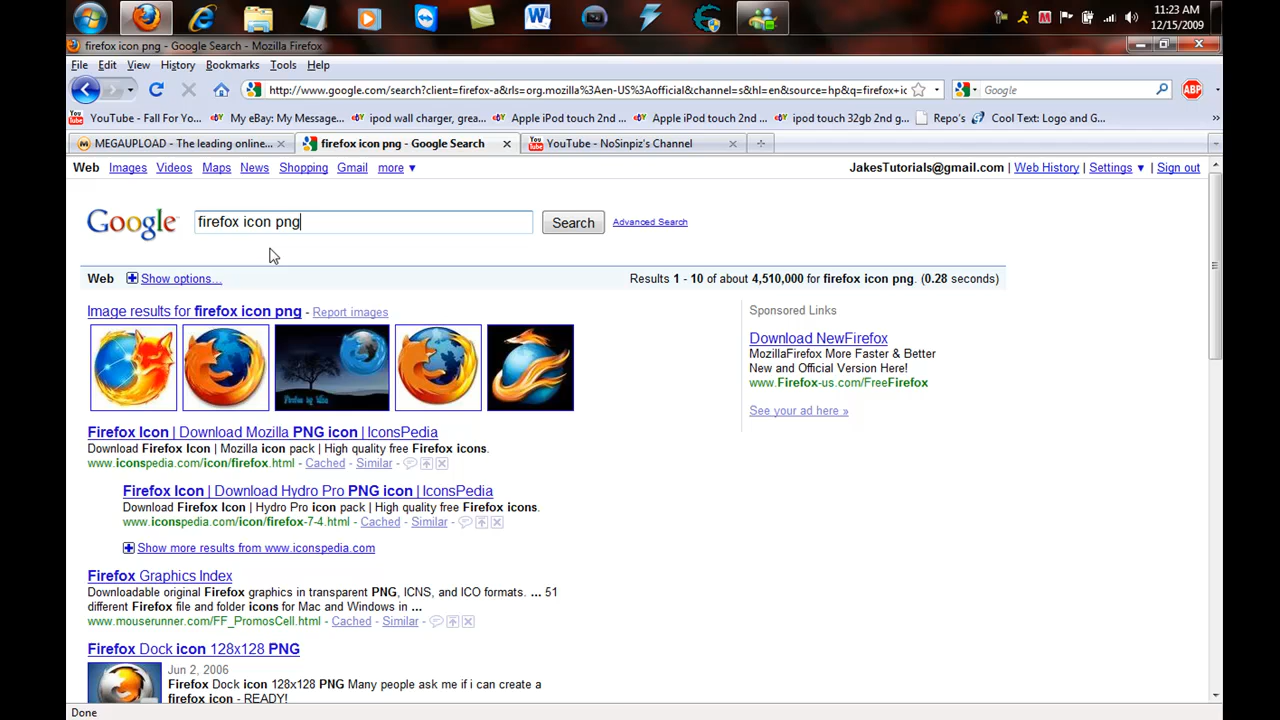 11:23 AM
12/15/2009
firefox icon png - Google Search - Mozilla Firefox
File Edit View History Bookmarks Tools Help
http://www.google.com/search?client=firefox-a&rls=org.mozilla%3Aen-US%3Aofficial&channel=s&hl=en&source=hp&q=firefox+ic
Google
ABP
YouTube - Fall For Yo... My eBay: My Message... ipod wall charger, grea... Apple iPod touch 2nd ... Apple iPod touch 2nd ... ipod touch 32gb 2nd g... Repo's Cool Text: Logo and G...
MEGAUPLOAD - The leading online... firefox icon png - Google Search YouTube - NoSinpiz's Channel
Web Images Videos Maps News Shopping Gmail more ▼ JakesTutorials@gmail.com | Web History | Settings ▼ | Sign out
Google firefox icon png Search Advanced Search
Web Show options... Results 1 - 10 of about 4,510,000 for firefox icon png. (0.28 seconds)
Image results for firefox icon png - Report images
Firefox Icon | Download Mozilla PNG icon | IconsPedia
Download Firefox Icon | Mozilla icon pack | High quality free Firefox icons.
www.iconspedia.com/icon/firefox.html - Cached - Similar -
Firefox Icon | Download Hydro Pro PNG icon | IconsPedia
Download Firefox Icon | Hydro Pro icon pack | High quality free Firefox icons.
www.iconspedia.com/icon/firefox-7-4.html - Cached - Similar -
Show more results from www.iconspedia.com
Firefox Graphics Index
Downloadable original Firefox graphics in transparent PNG, ICNS, and ICO formats. ... 51
different Firefox file and folder icons for Mac and Windows in ...
www.mouserunner.com/FF_PromosCell.html - Cached - Similar -
Firefox Dock icon 128x128 PNG
Jun 2, 2006
Firefox Dock icon 128x128 PNG Many people ask me if i can create a
firefox icon - READY!
Sponsored Links
Download NewFirefox
MozillaFirefox More Faster & Better
New and Official Version Here!
www.Firefox-us.com/FreeFirefox
See your ad here »
Done